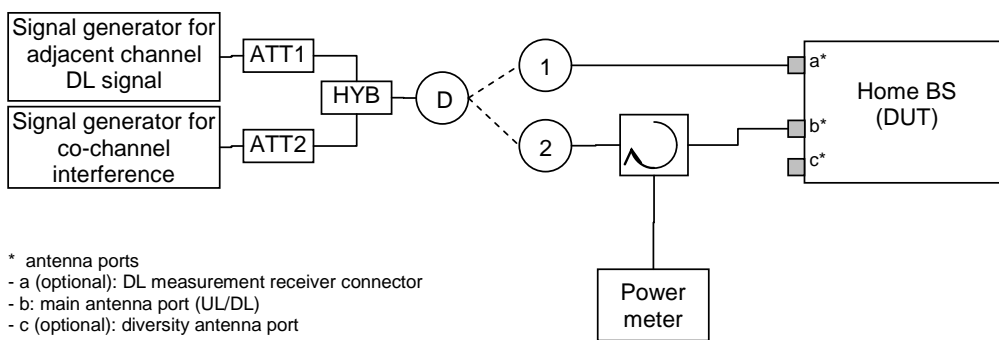 Signal generator for
adjacent channel
DL signal
ATT1
HYB
D
1
2
a*
b*
c*
Home BS
(DUT)
Signal generator for
co-channel
interference
ATT2
Power
meter
* antenna ports
- a (optional): DL measurement receiver connector
- b: main antenna port (UL/DL)
- c (optional): diversity antenna port